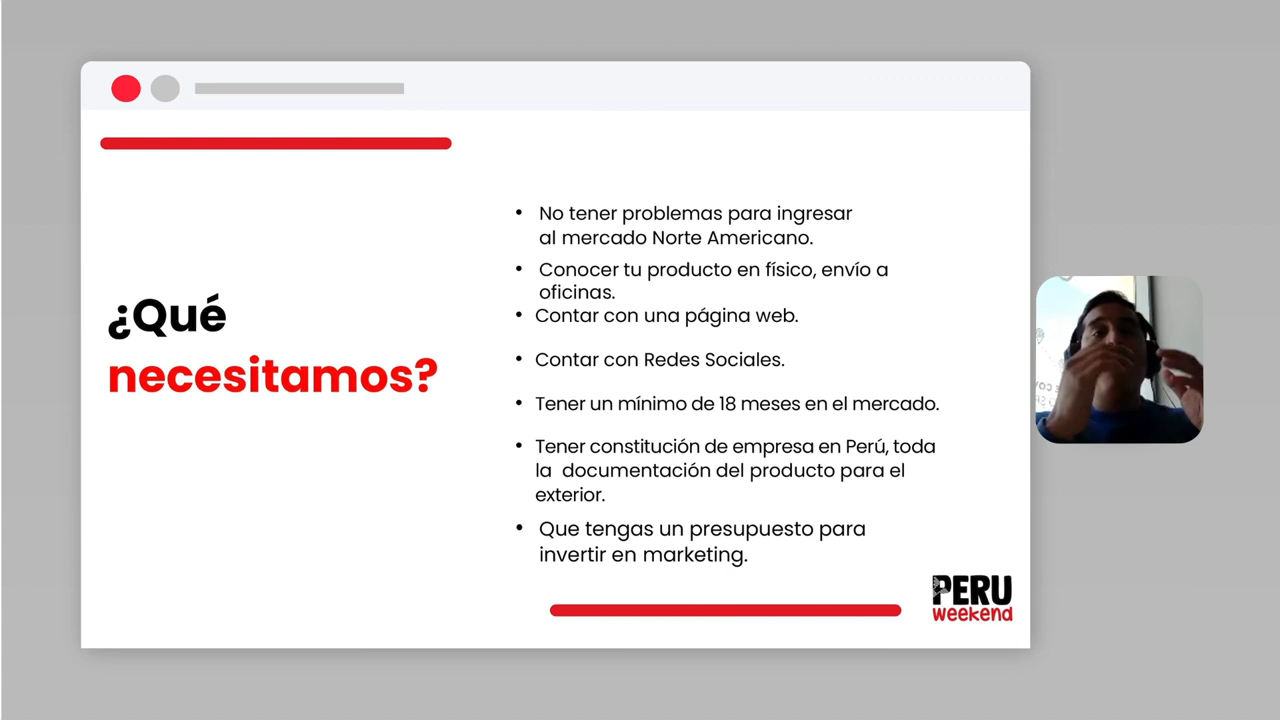 ¿Qué
necesitamos?
• No tener problemas para ingresar
al mercado Norte Americano.
• Conocer tu producto en físico, envío a
oficinas.
• Contar con una página web.
• Contar con Redes Sociales.
• Tener un mínimo de 18 meses en el mercado.
• Tener constitución de empresa en Perú, toda
la  documentación del producto para el
exterior.
• Que tengas un presupuesto para
invertir en marketing.
PERU
weekend